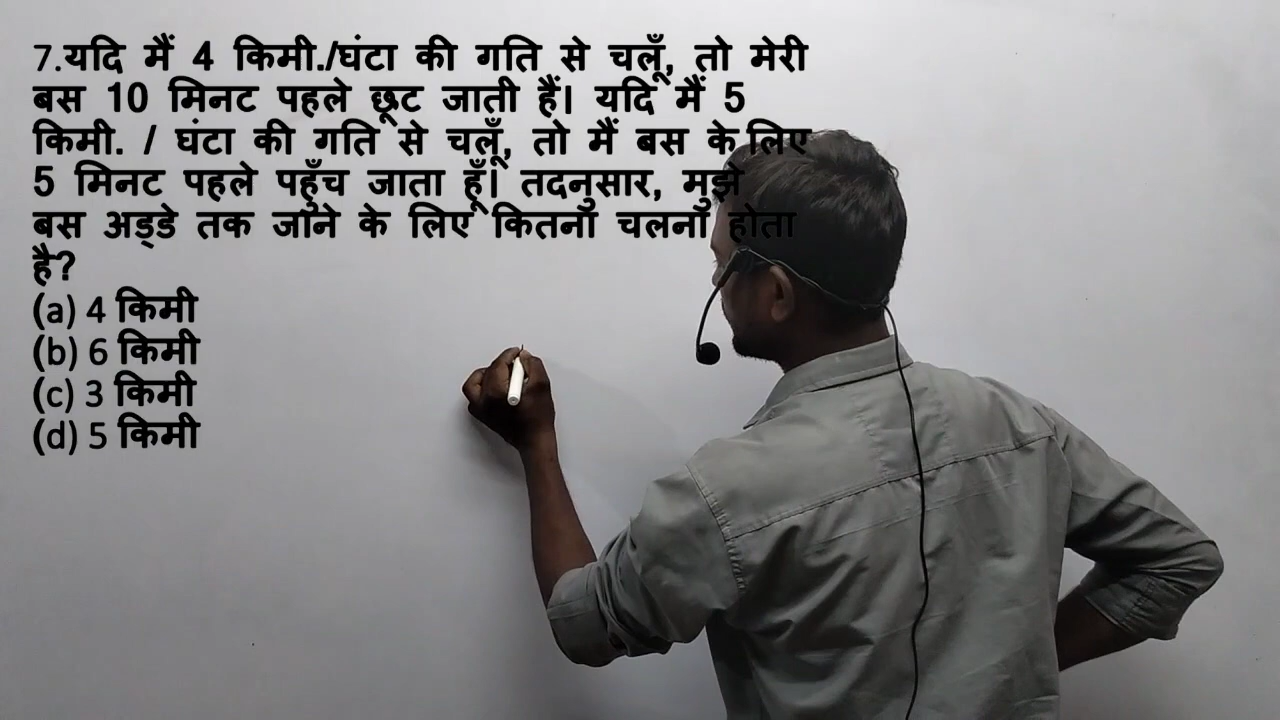 7.यदि मैं 4 किमी./घंटा की गति से चलूँ, तो मेरी
बस 10 मिनट पहले छूट जाती हैं। यदि मैं 5
किमी. / घंटा की गति से चलूँ, तो मैं बस के लिए
5 मिनट पहले पहुँच जाता हूँ। तदनुसार, मुझे
बस अड्डे तक जाने के लिए कितना चलना होता
है?
(a) 4 किमी
(b) 6 किमी
(c) 3 किमी
(d) 5 किमी